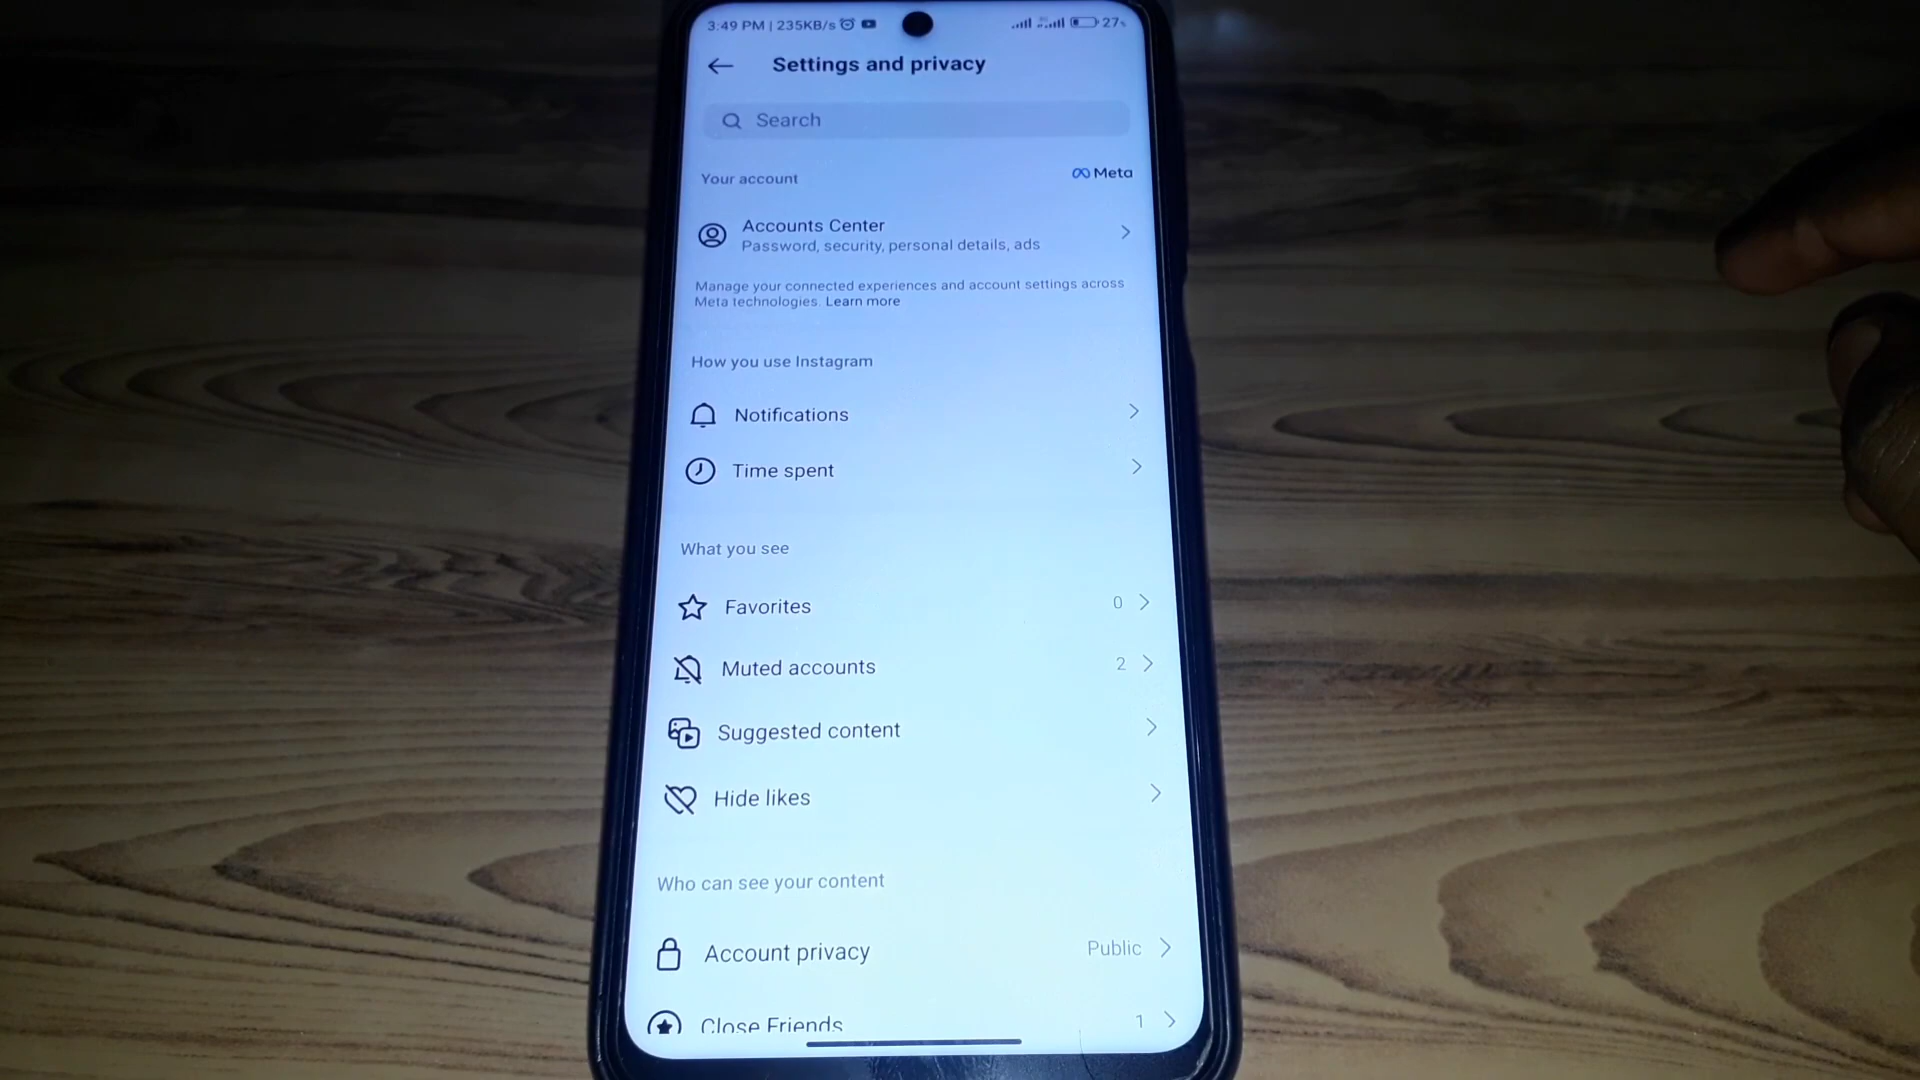 3:49 PM | 235KB/s 27%
Settings and privacy
Search
Your account
Meta
Accounts Center
Password, security, personal details, ads
Manage your connected experiences and account settings across
Meta technologies. Learn more
How you use Instagram
Notifications
Time spent
What you see
Favorites 0
Muted accounts 2
Suggested content
Hide likes
Who can see your content
Account privacy Public
Close Friends 1